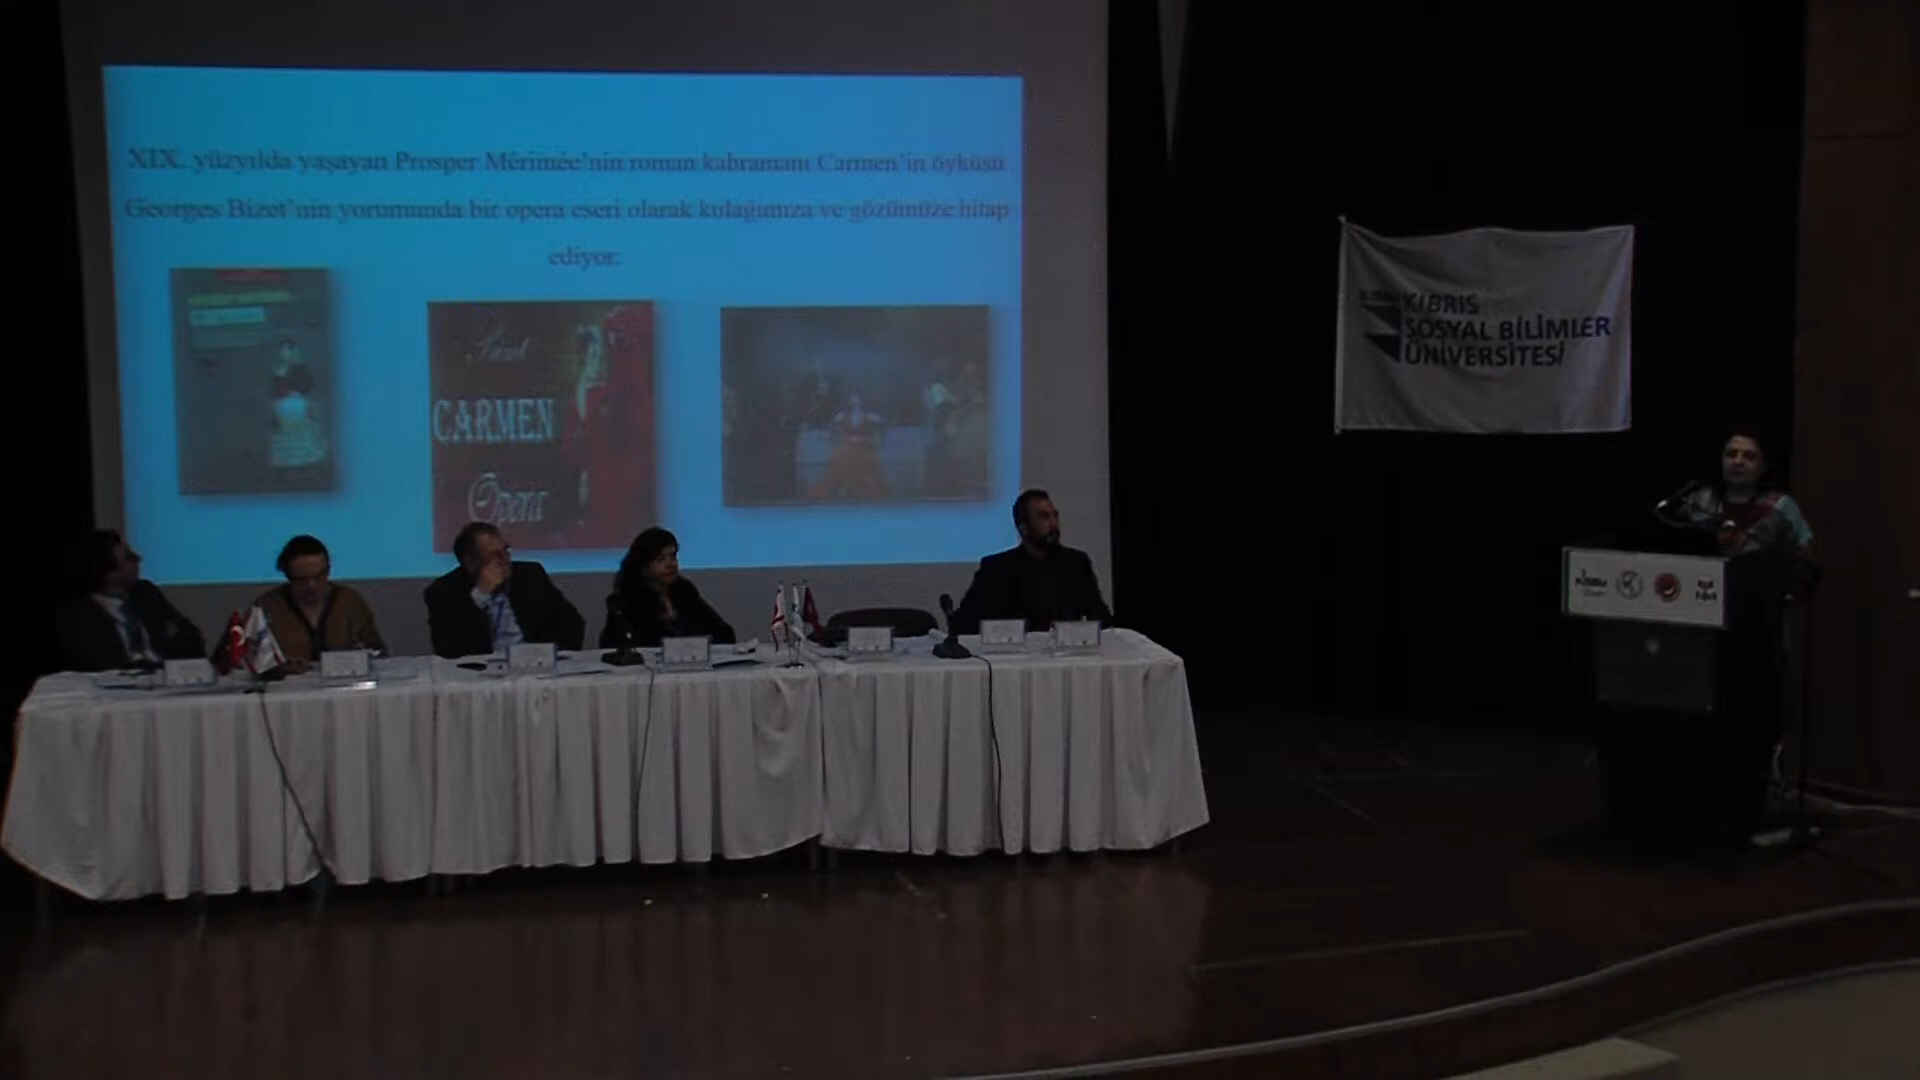 XIX. yüzyılda yaşayan Prosper Mérimée'nin roman kahramanı Carmen'in öyküsü
Georges Bizet'nin yorumunda bir opera eseri olarak kulağımıza ve gözümüze hitap
ediyor.
Bizet
CARMEN
Opera
KIBRIS
SOSYAL BİLİMLER
ÜNİVERSİTESİ